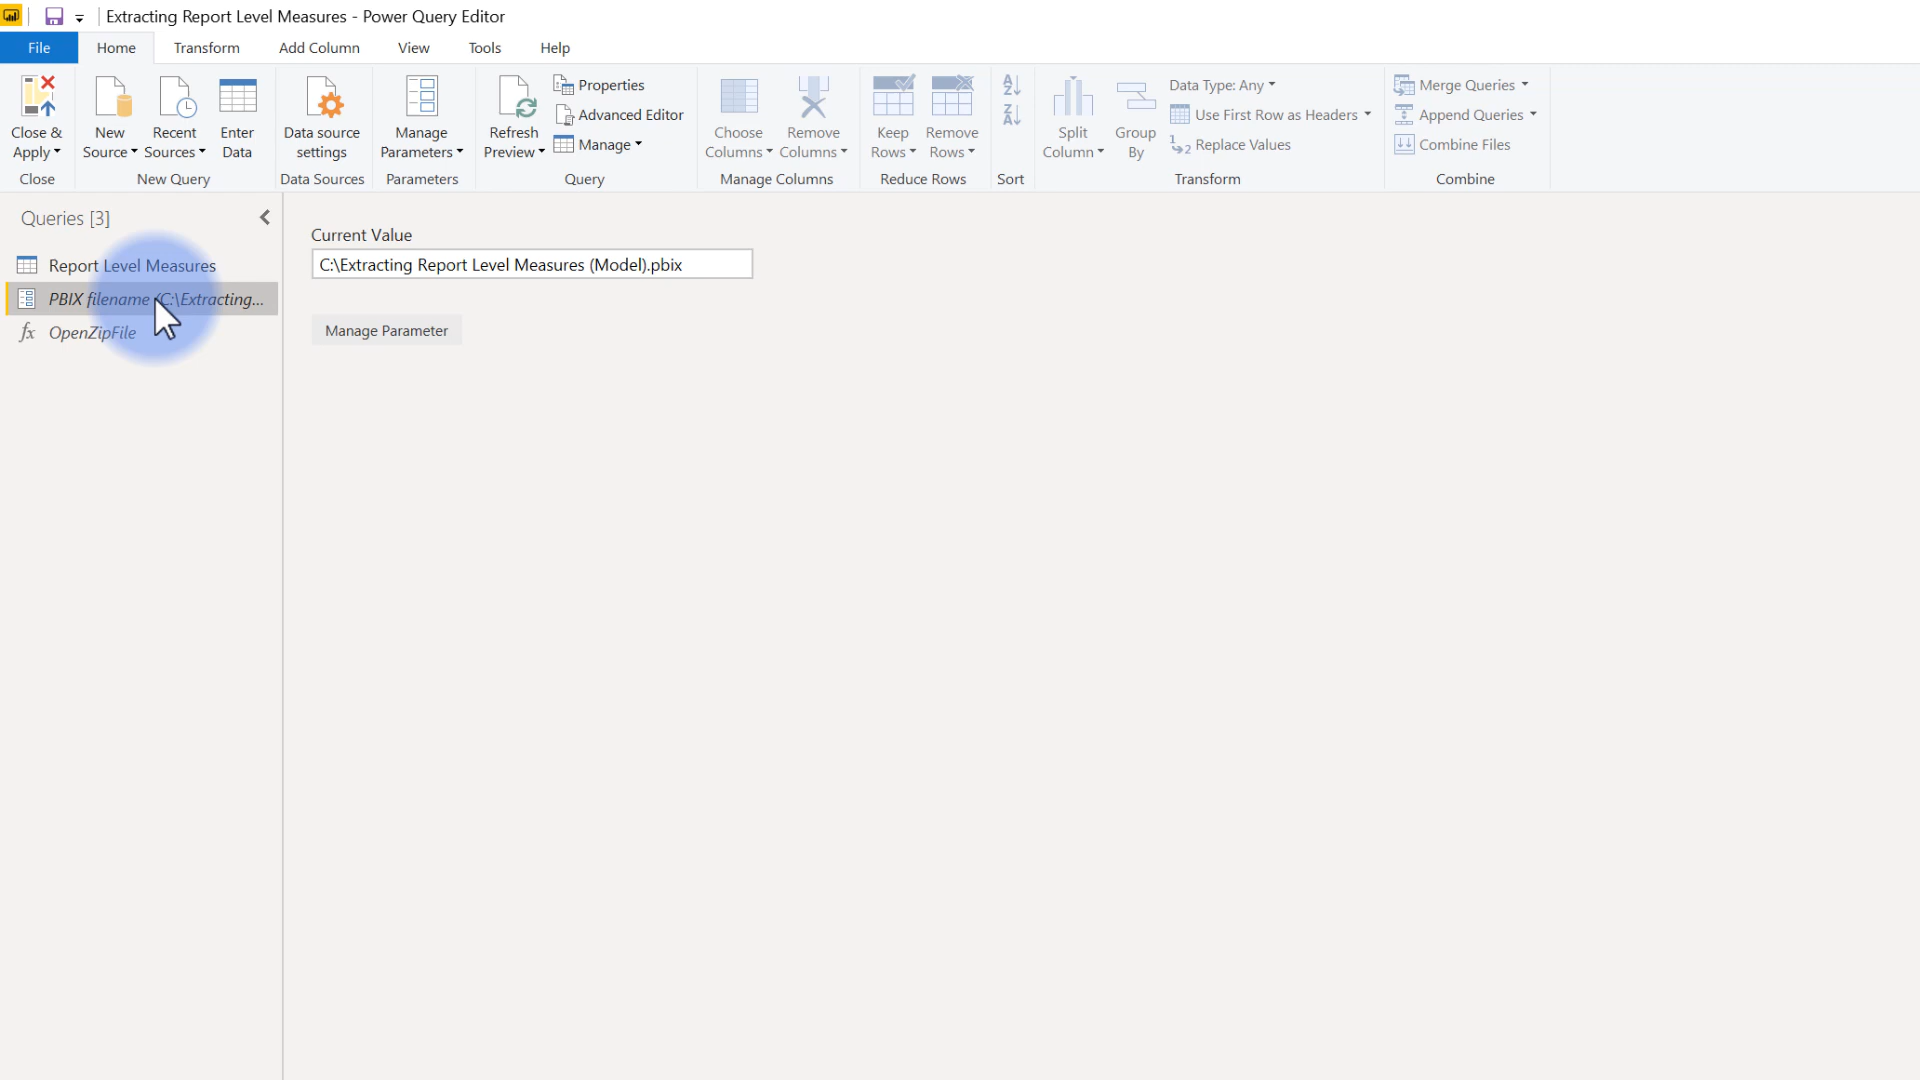 Extracting Report Level Measures - Power Query Editor
File Home Transform Add Column View Tools Help
Close & Apply
Close
New Source
Recent Sources
Enter Data
New Query
Data source settings
Data Sources
Manage Parameters
Parameters
Refresh Preview
Properties
Advanced Editor
Manage
Query
Choose Columns
Remove Columns
Manage Columns
Keep Rows
Remove Rows
Reduce Rows
Sort
Split Column
Group By
Data Type: Any
Use First Row as Headers
Replace Values
Transform
Merge Queries
Append Queries
Combine Files
Combine
Queries [3]
Report Level Measures
PBIX filename (C:\Extracting...
fx OpenZipFile
Current Value
C:\Extracting Report Level Measures (Model).pbix
Manage Parameter